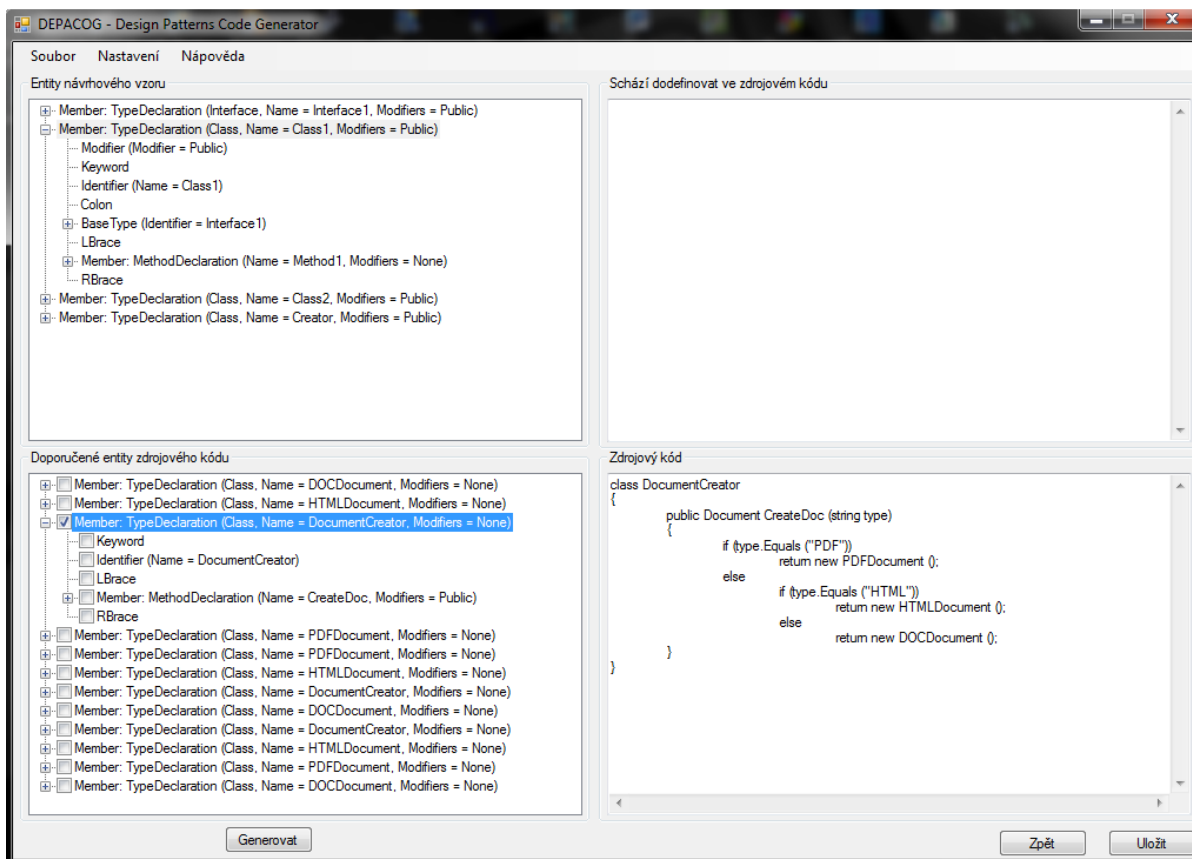 DEPACOG - Design Patterns Code Generator
Soubor Nastavení Nápověda
Entity návrhového vzoru
Member: TypeDeclaration (Interface, Name = Interface1, Modifiers = Public)
Member: TypeDeclaration (Class, Name = Class1, Modifiers = Public)
Modifier (Modifier = Public)
Keyword
Identifier (Name = Class1)
Colon
BaseType (Identifier = Interface1)
LBrace
Member: MethodDeclaration (Name = Method1, Modifiers = None)
RBrace
Member: TypeDeclaration (Class, Name = Class2, Modifiers = Public)
Member: TypeDeclaration (Class, Name = Creator, Modifiers = Public)
Schází dodefinovat ve zdrojovém kódu
Doporučené entity zdrojového kódu
Member: TypeDeclaration (Class, Name = DOCDocument, Modifiers = None)
Member: TypeDeclaration (Class, Name = HTMLDocument, Modifiers = None)
Member: TypeDeclaration (Class, Name = DocumentCreator, Modifiers = None)
Keyword
Identifier (Name = DocumentCreator)
LBrace
Member: MethodDeclaration (Name = CreateDoc, Modifiers = Public)
RBrace
Member: TypeDeclaration (Class, Name = PDFDocument, Modifiers = None)
Member: TypeDeclaration (Class, Name = PDFDocument, Modifiers = None)
Member: TypeDeclaration (Class, Name = HTMLDocument, Modifiers = None)
Member: TypeDeclaration (Class, Name = DocumentCreator, Modifiers = None)
Member: TypeDeclaration (Class, Name = DOCDocument, Modifiers = None)
Member: TypeDeclaration (Class, Name = DocumentCreator, Modifiers = None)
Member: TypeDeclaration (Class, Name = HTMLDocument, Modifiers = None)
Member: TypeDeclaration (Class, Name = PDFDocument, Modifiers = None)
Member: TypeDeclaration (Class, Name = DOCDocument, Modifiers = None)
Zdrojový kód
class DocumentCreator
{
public Document CreateDoc (string type)
{
if (type.Equals ("PDF"))
return new PDFDocument ();
else
if (type.Equals ("HTML"))
return new HTMLDocument ();
else
return new DOCDocument ();
}
}
Generovat
Zpět
Uložit